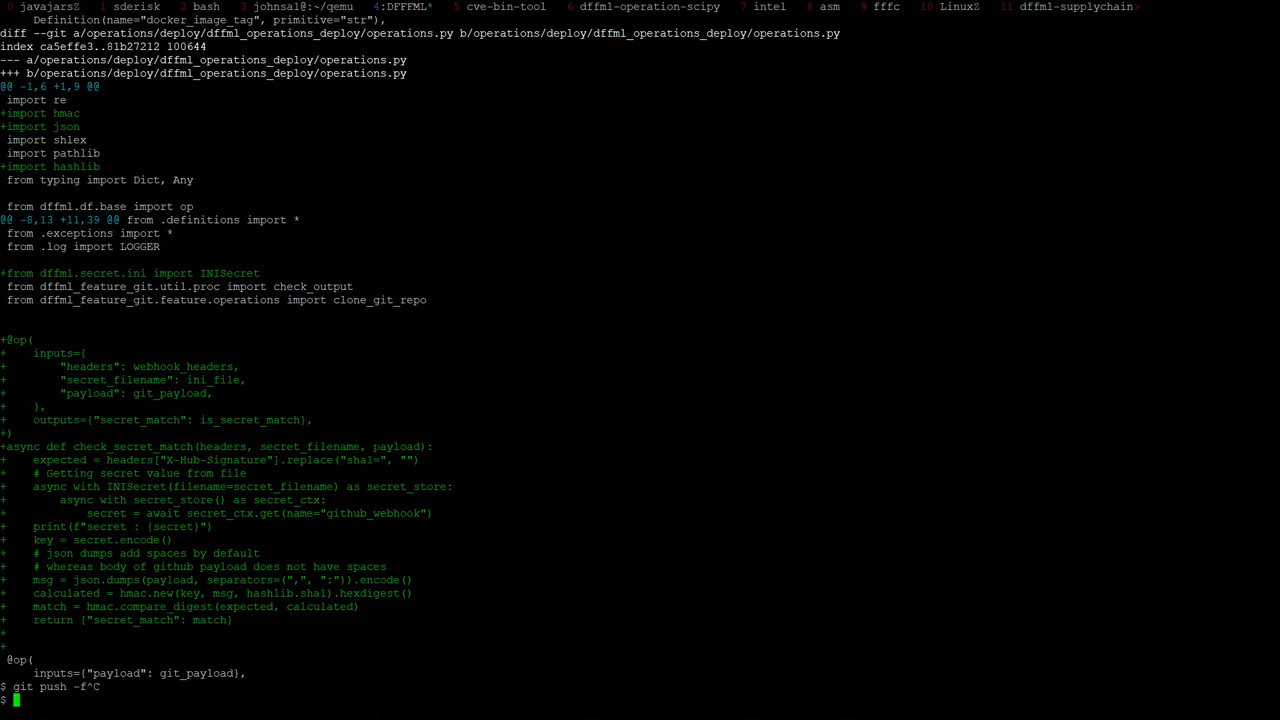 0 javajarsZ  1 sderisk  2 bash  3 johnsa1@:~/qemu  4:DFFFML*  5 cve-bin-tool  6 dffml-operation-scipy  7 intel  8 asm  9 fffc  10 LinuxZ  11 dffml-supplychain>
Definition(name="docker_image_tag", primitive="str"),
diff --git a/operations/deploy/dffml_operations_deploy/operations.py b/operations/deploy/dffml_operations_deploy/operations.py
index ca5effe3..81b27212 100644
--- a/operations/deploy/dffml_operations_deploy/operations.py
+++ b/operations/deploy/dffml_operations_deploy/operations.py
@@ -1,6 +1,9 @@
 import re
+import hmac
+import json
 import shlex
 import pathlib
+import hashlib
 from typing import Dict, Any

 from dffml.df.base import op
@@ -8,13 +11,39 @@ from .definitions import *
 from .exceptions import *
 from .log import LOGGER

+from dffml.secret.ini import INISecret
 from dffml_feature_git.util.proc import check_output
 from dffml_feature_git.feature.operations import clone_git_repo


+@op(
+    inputs={
+        "headers": webhook_headers,
+        "secret_filename": ini_file,
+        "payload": git_payload,
+    },
+    outputs={"secret_match": is_secret_match},
+)
+async def check_secret_match(headers, secret_filename, payload):
+    expected = headers["X-Hub-Signature"].replace("sha1=", "")
+    # Getting secret value from file
+    async with INISecret(filename=secret_filename) as secret_store:
+        async with secret_store() as secret_ctx:
+            secret = await secret_ctx.get(name="github_webhook")
+    print(f"secret : {secret}")
+    key = secret.encode()
+    # json dumps add spaces by default
+    # whereas body of github payload does not have spaces
+    msg = json.dumps(payload, separators=(",", ":")).encode()
+    calculated = hmac.new(key, msg, hashlib.sha1).hexdigest()
+    match = hmac.compare_digest(expected, calculated)
+    return {"secret_match": match}
+
+
 @op(
     inputs={"payload": git_payload},
$ git push -f^C
$